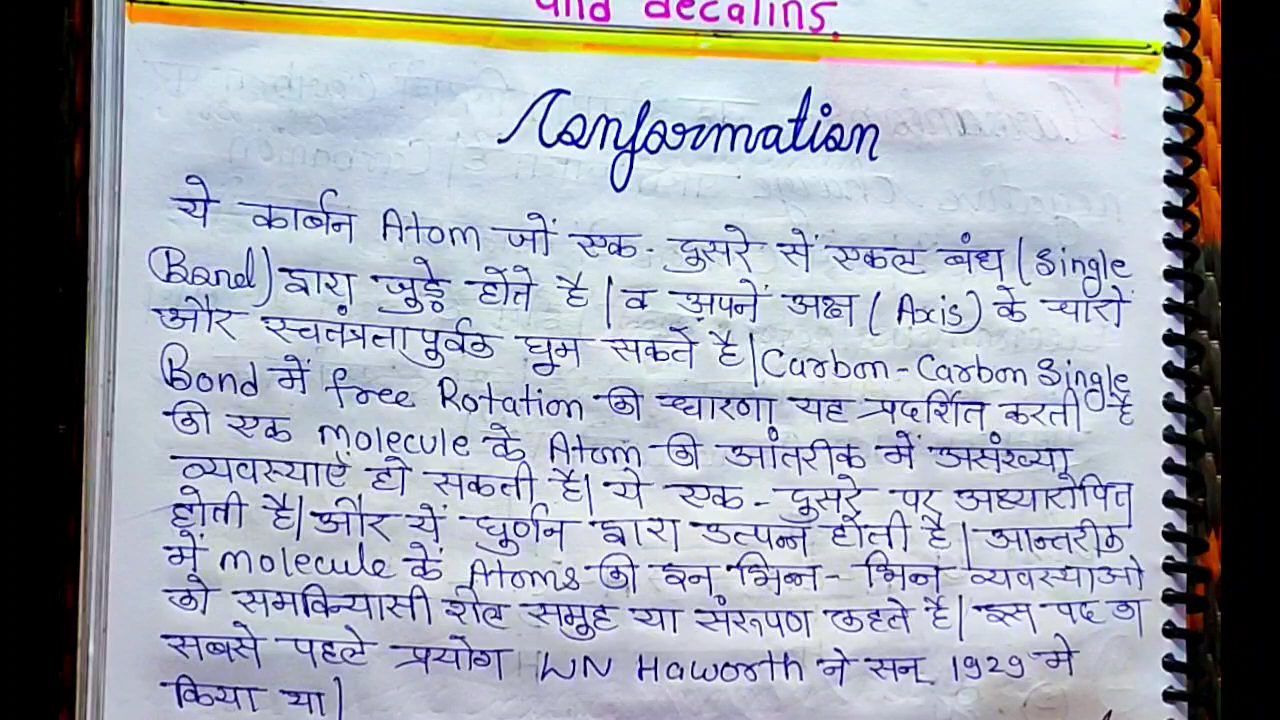 and decalins.
Conformation
ये कार्बन Atom जों एक-दुसरे सें एकल बंध (Single
Bond) द्वारा जुड़े होते है। व अपनें अक्ष (Axis) के चारों
और स्वतंत्रतापुर्वक घुम सकतें है। Carbon-Carbon Single
Bond में free Rotation की धारणा यह प्रदर्शित करती है
की एक molecule के Atom की आंतरीक में असंख्या
व्यवस्थाऐं हो सकती है। ये एक-दुसरे पर अध्यारोपित
होती है। और यें घुर्णन द्वारा उत्पन्न होती है। आन्तरीक
में molecule कें Atoms की इन भिन्न-भिन्न व्यवस्थाओं
को समविन्यासी शील समुह या संरूपण कहते है। इस पद का
सबसे पहले प्रयोग WN Haworth ने सन् 1929 मे
किया था।